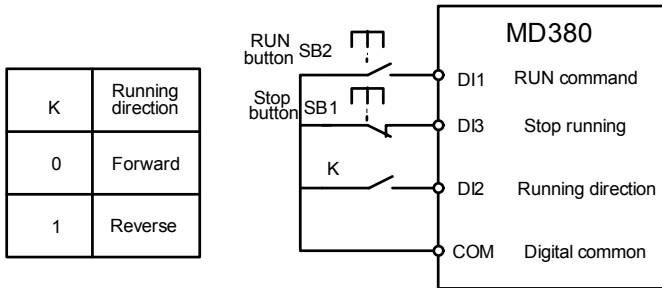 K Running
direction
0 Forward
1 Reverse
MD380
RUN
button SB2
DI1 RUN command
Stop
button SB1
DI3 Stop running
K
DI2 Running direction
COM Digital common